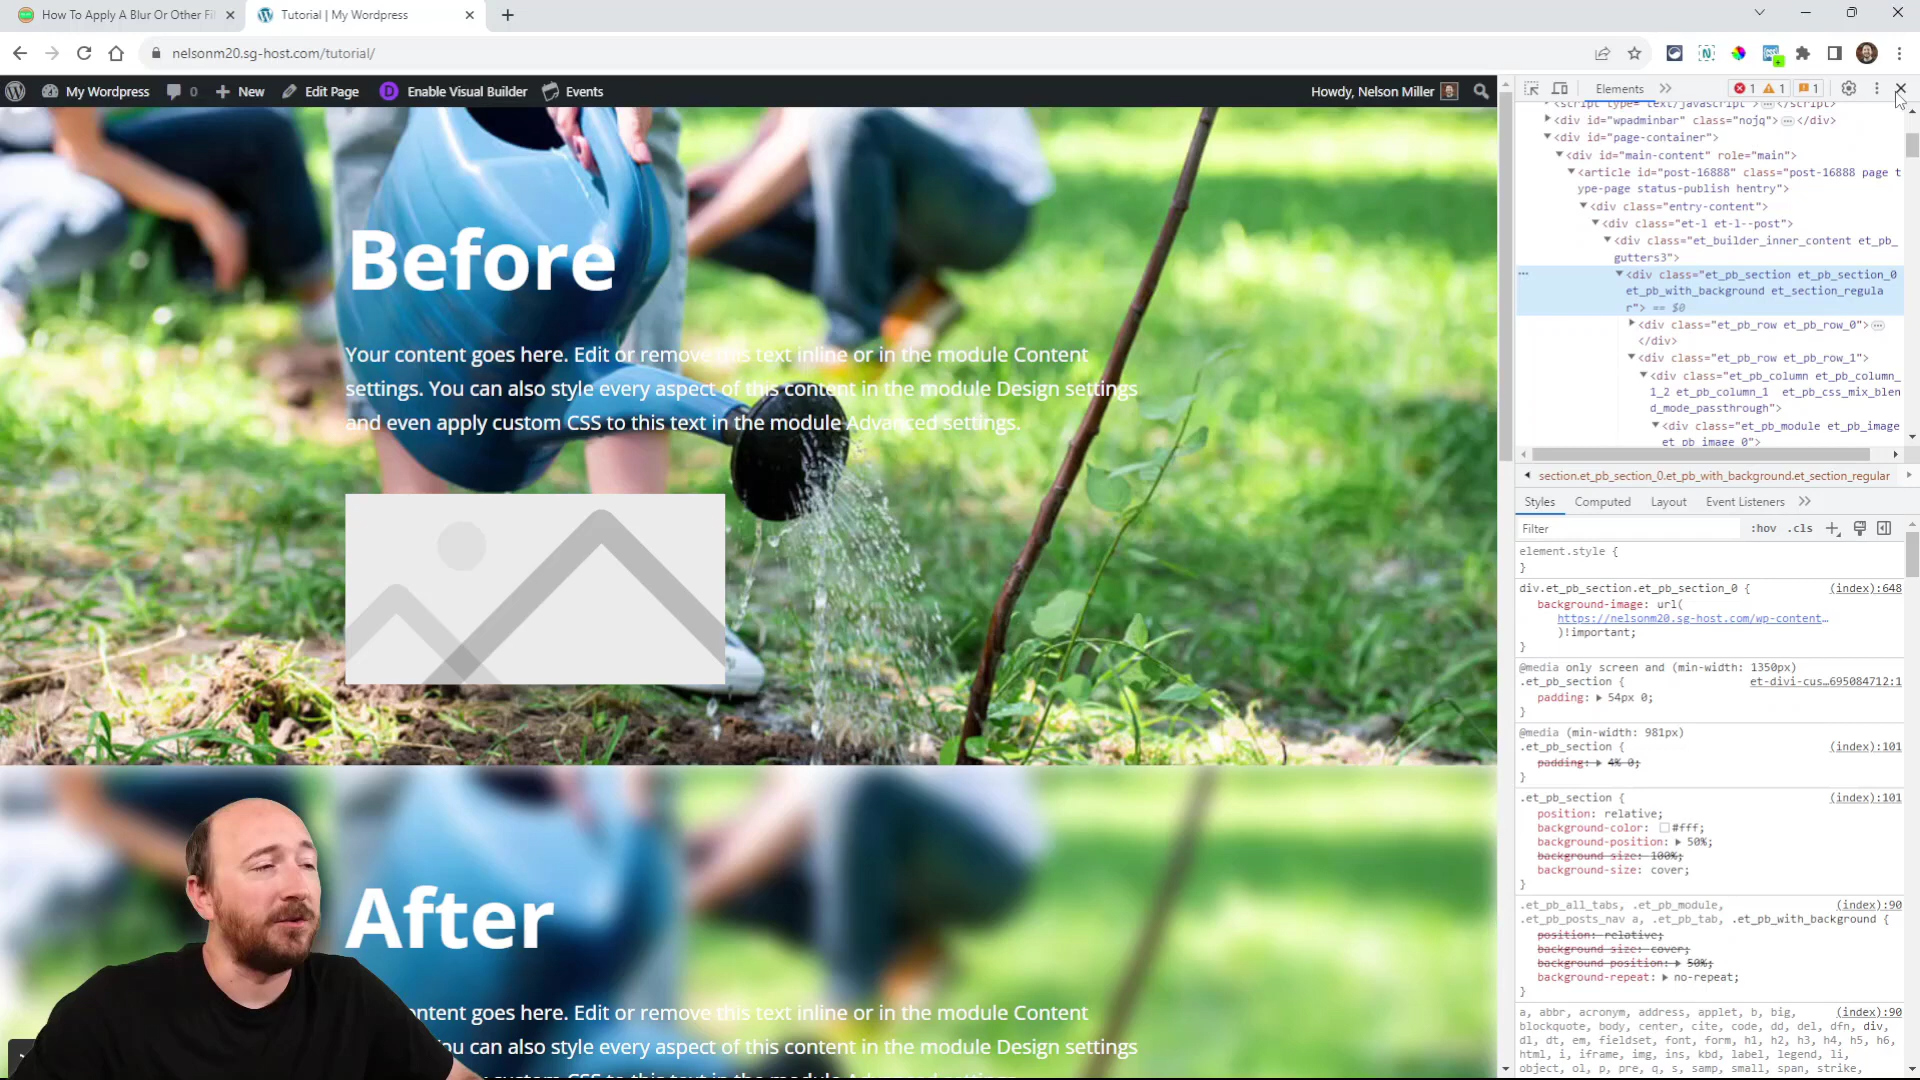 How To Apply A Blur Or Other Fi
Tutorial | My Wordpress
nelsonm20.sg-host.com/tutorial/
My Wordpress
0
New
Edit Page
Enable Visual Builder
Events
Howdy, Nelson Miller
Before
Your content goes here. Edit or remove this text inline or in the module Content
settings. You can also style every aspect of this content in the module Design settings
and even apply custom CSS to this text in the module Advanced settings.
After
ontent goes here. Edit or remove this text inline or in the module Content
ou can also style every aspect of this content in the module Design settings
Elements
1
1
1
<script type="text/javascript">…</script>
<div id="wpadminbar" class="nojq">…</div>
<div id="page-container">
<div id="main-content" role="main">
<article id="post-16888" class="post-16888 page t
ype-page status-publish hentry">
<div class="entry-content">
<div class="et-l et-l--post">
<div class="et_builder_inner_content et_pb_
gutters3">
<div class="et_pb_section et_pb_section_0
et_pb_with_background et_section_regula
r"> == $0
<div class="et_pb_row et_pb_row_0">…
</div>
<div class="et_pb_row et_pb_row_1">
<div class="et_pb_column et_pb_column_
1_2 et_pb_column_1  et_pb_css_mix_blen
d_mode_passthrough">
<div class="et_pb_module et_pb_image
et_pb_image_0">
section.et_pb_section_0.et_pb_with_background.et_section_regular
Styles
Computed
Layout
Event Listeners
Filter
:hov
.cls
element.style {
}
div.et_pb_section.et_pb_section_0 {
(index):648
background-image: url(
https://nelsonm20.sg-host.com/wp-content…
)!important;
}
@media only screen and (min-width: 1350px)
.et_pb_section {
et-divi-cus…695084712:1
padding: 54px 0;
}
@media (min-width: 981px)
.et_pb_section {
(index):101
padding: 4% 0;
}
.et_pb_section {
(index):101
position: relative;
background-color: #fff;
background-position: 50%;
background-size: 100%;
background-size: cover;
}
.et_pb_all_tabs, .et_pb_module,
(index):90
.et_pb_posts_nav a, .et_pb_tab, .et_pb_with_background {
position: relative;
background-size: cover;
background-position: 50%;
background-repeat: no-repeat;
}
a, abbr, acronym, address, applet, b, big,
(index):90
blockquote, body, center, cite, code, dd, del, dfn, div,
dl, dt, em, fieldset, font, form, h1, h2, h3, h4, h5, h6,
html, i, iframe, img, ins, kbd, label, legend, li,
object, ol, p, pre, q, s, samp, small, span, strike,